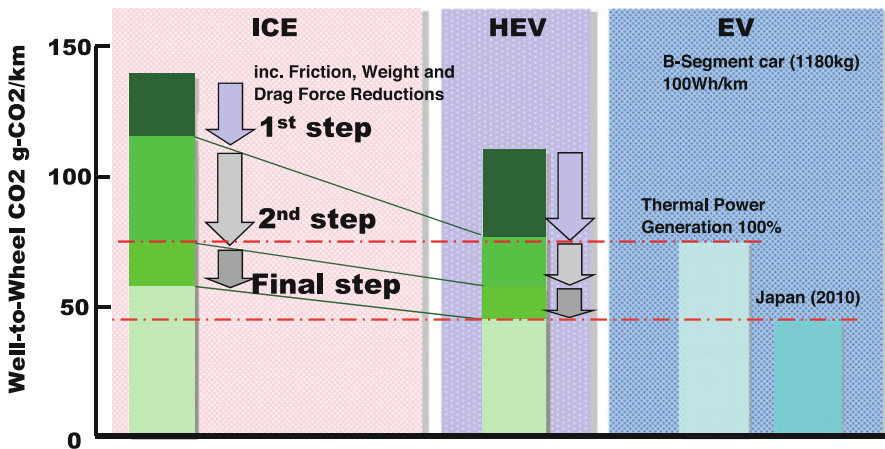 ICE
HEV
EV
150
100
50
0
Well-to-Wheel CO2 g-CO2/km
inc. Friction, Weight and
Drag Force Reductions
1st step
2nd step
Final step
B-Segment car (1180kg)
100Wh/km
Thermal Power
Generation 100%
Japan (2010)